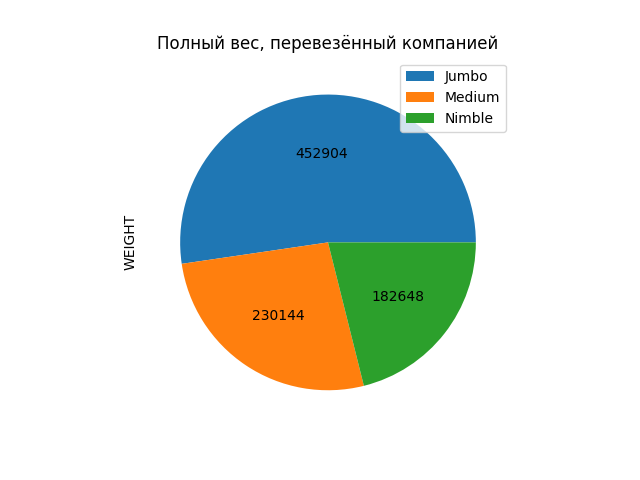 Полный вес, перевезённый компанией
Jumbo
Medium
Nimble
452904
WEIGHT
230144
182648